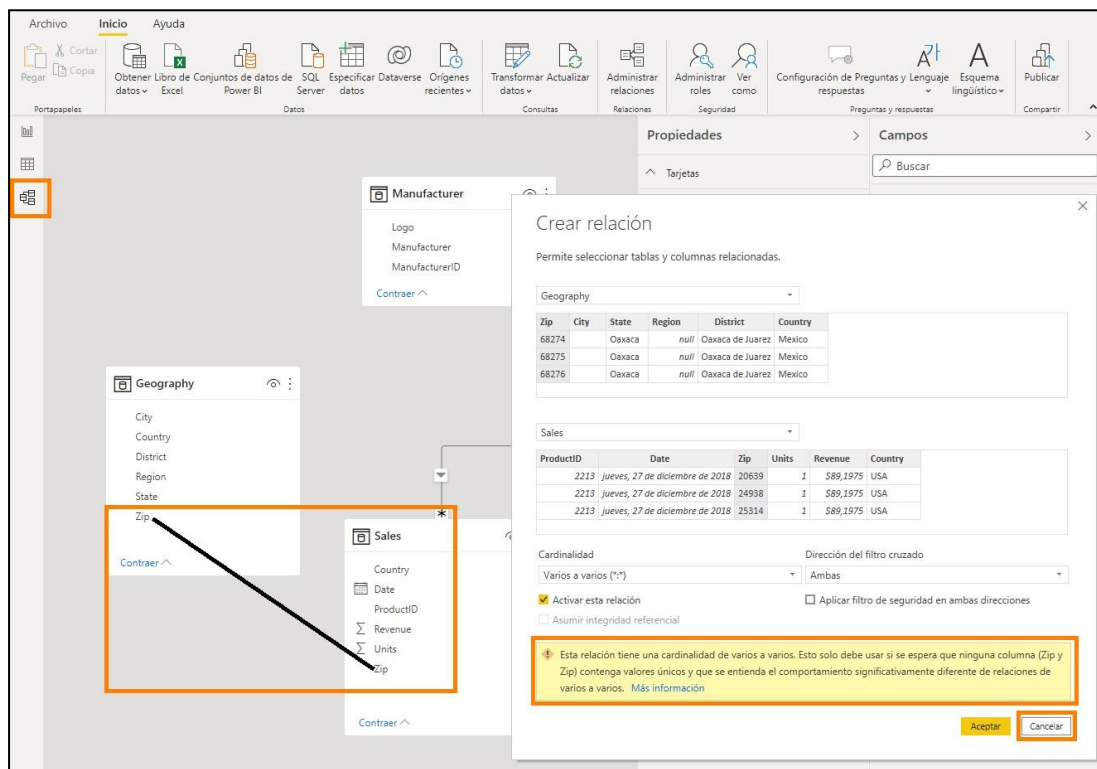 Archivo Inicio Ayuda
Pegar
Cortar
Copia
Obtener datos
Libro de Excel
Conjuntos de datos de Power BI
SQL Server
Especificar datos
Dataverse
Orígenes recientes
Transformar datos
Actualizar
Administrar relaciones
Administrar roles
Ver como
Configuración de Preguntas y respuestas
Lenguaje
Esquema lingüístico
Publicar
Portapapeles Datos Consultas Relaciones Seguridad Preguntas y respuestas Compartir
Propiedades
Tarjetas
Campos
Buscar
Manufacturer
Logo
Manufacturer
ManufacturerID
Contraer
Geography
City
Country
District
Region
State
Zip
Contraer
Sales
Country
Date
ProductID
Revenue
Units
Zip
Contraer
Crear relación
Permite seleccionar tablas y columnas relacionadas.
Geography
Zip City State Region District Country
68274 Oaxaca null Oaxaca de Juarez Mexico
68275 Oaxaca null Oaxaca de Juarez Mexico
68276 Oaxaca null Oaxaca de Juarez Mexico
Sales
ProductID Date Zip Units Revenue Country
2213 jueves, 27 de diciembre de 2018 20639 1 $89,1975 USA
2213 jueves, 27 de diciembre de 2018 24938 1 $89,1975 USA
2213 jueves, 27 de diciembre de 2018 25314 1 $89,1975 USA
Cardinalidad Dirección del filtro cruzado
Varios a varios (*:*) Ambas
Activar esta relación Aplicar filtro de seguridad en ambas direcciones
Asumir integridad referencial
Esta relación tiene una cardinalidad de varios a varios. Esto solo debe usar si se espera que ninguna columna (Zip y
Zip) contenga valores únicos y que se entienda el comportamiento significativamente diferente de relaciones de
varios a varios. Más información
Aceptar Cancelar